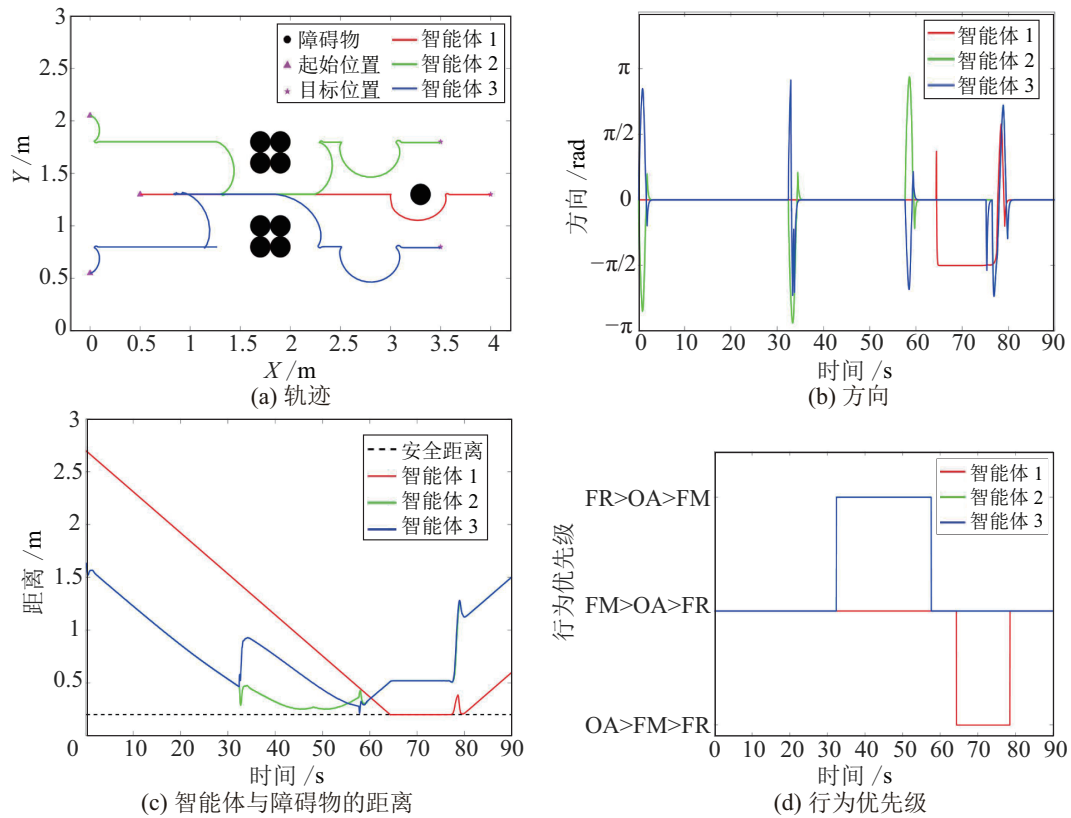 3
2.5
2
1.5
1
0.5
0
Y /m
障碍物
起始位置
目标位置
智能体 1
智能体 2
智能体 3
0 0.5 1 1.5 2 2.5 3 3.5 4
X /m
(a) 轨迹
π
π/2
0
−π/2
−π
方向 /rad
智能体 1
智能体 2
智能体 3
0 10 20 30 40 50 60 70 80 90
时间 /s
(b) 方向
3
2.5
2
1.5
1
0.5
0
距离 /m
安全距离
智能体 1
智能体 2
智能体 3
0 10 20 30 40 50 60 70 80 90
时间 /s
(c) 智能体与障碍物的距离
FR>OA>FM
FM>OA>FR
OA>FM>FR
行为优先级
智能体 1
智能体 2
智能体 3
0 10 20 30 40 50 60 70 80 90
时间 /s
(d) 行为优先级